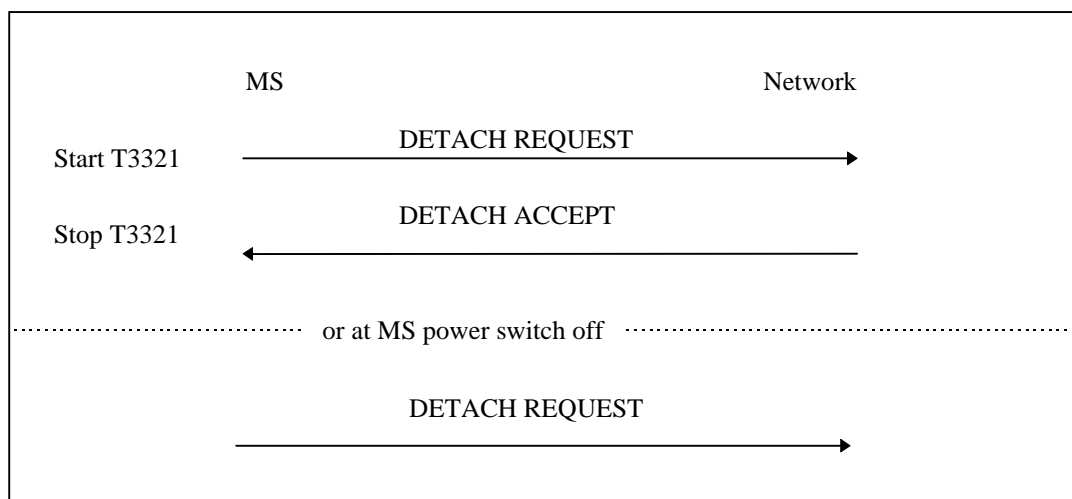 MS Network
Start T3321 DETACH REQUEST
Stop T3321 DETACH ACCEPT
or at MS power switch off
DETACH REQUEST